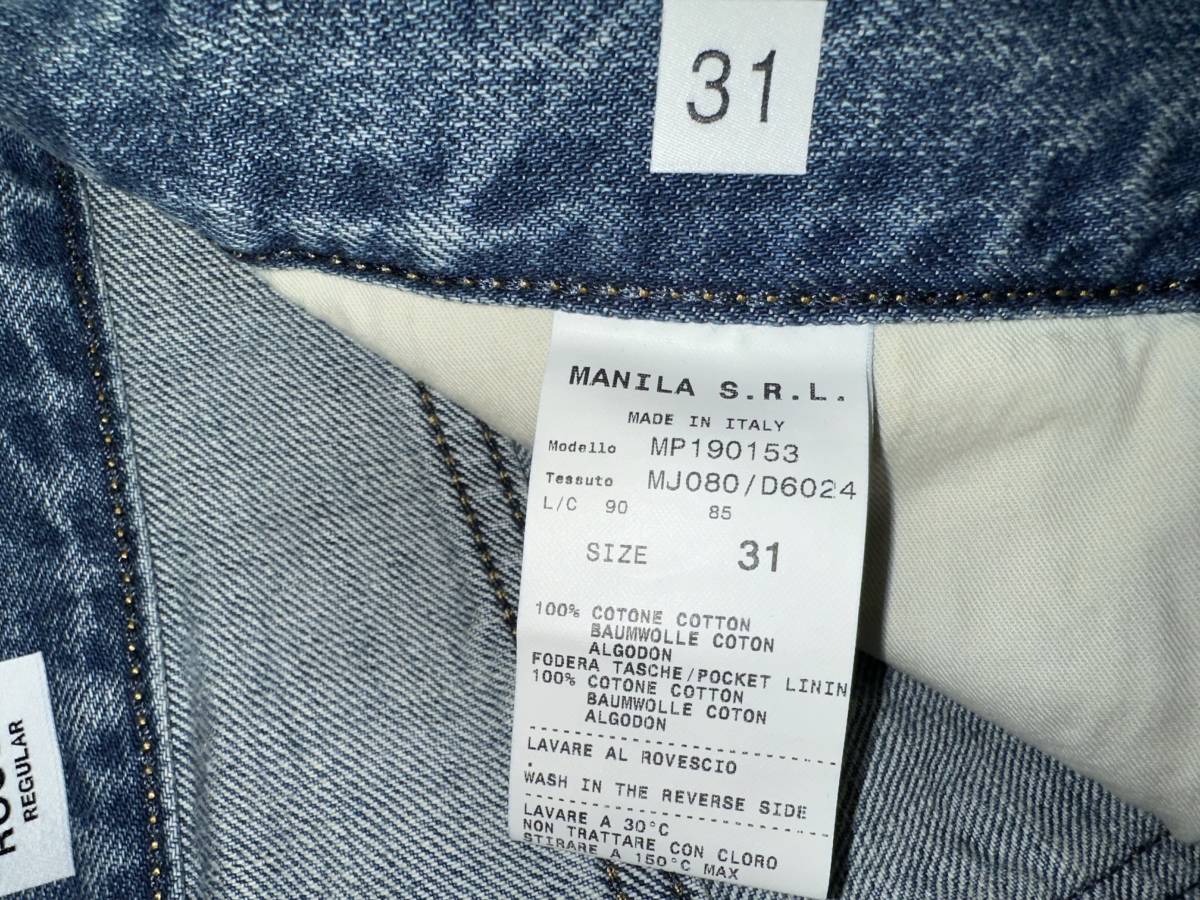 31
MANILA S.R.L.
MADE IN ITALY
Modello MP190153
Tessuto MJ080/D6024
L/C 90 85
SIZE 31
100% COTONE COTTON
BAUMWOLLE COTON
ALGODON
FODERA TASCHE/POCKET LININ
100% COTONE COTTON
BAUMWOLLE COTON
ALGODON
LAVARE AL ROVESCIO
WASH IN THE REVERSE SIDE
LAVARE A 30°C
NON TRATTARE CON CLORO
STIRARE A 150°C MAX
REGULAR